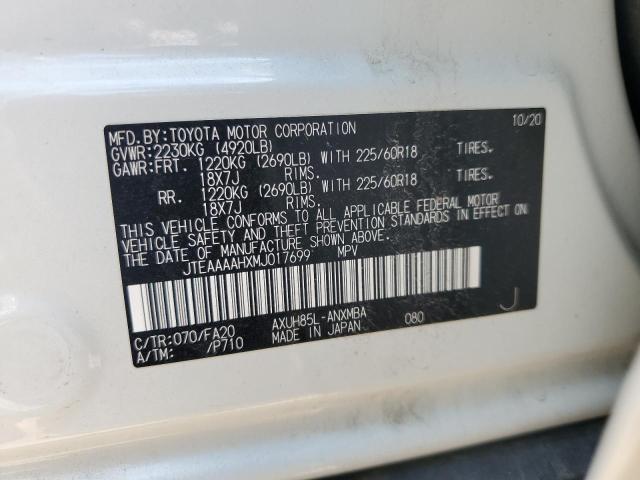 MFD.BY:TOYOTA MOTOR CORPORATION 10/20
GVWR:2230KG (4920LB)
GAWR:FRT. 1220KG (2690LB) WITH 225/60R18 TIRES.
18X7J RIMS.
RR. 1220KG (2690LB) WITH 225/60R18 TIRES.
18X7J RIMS.
THIS VEHICLE CONFORMS TO ALL APPLICABLE FEDERAL MOTOR
VEHICLE SAFETY AND THEFT PREVENTION STANDARDS IN EFFECT ON
THE DATE OF MANUFACTURE SHOWN ABOVE.
JTEAAAAHXMJ017699 MPV
C/TR:070/FA20 AXUH85L-ANXMBA 080 J
A/TM: /P710 MADE IN JAPAN